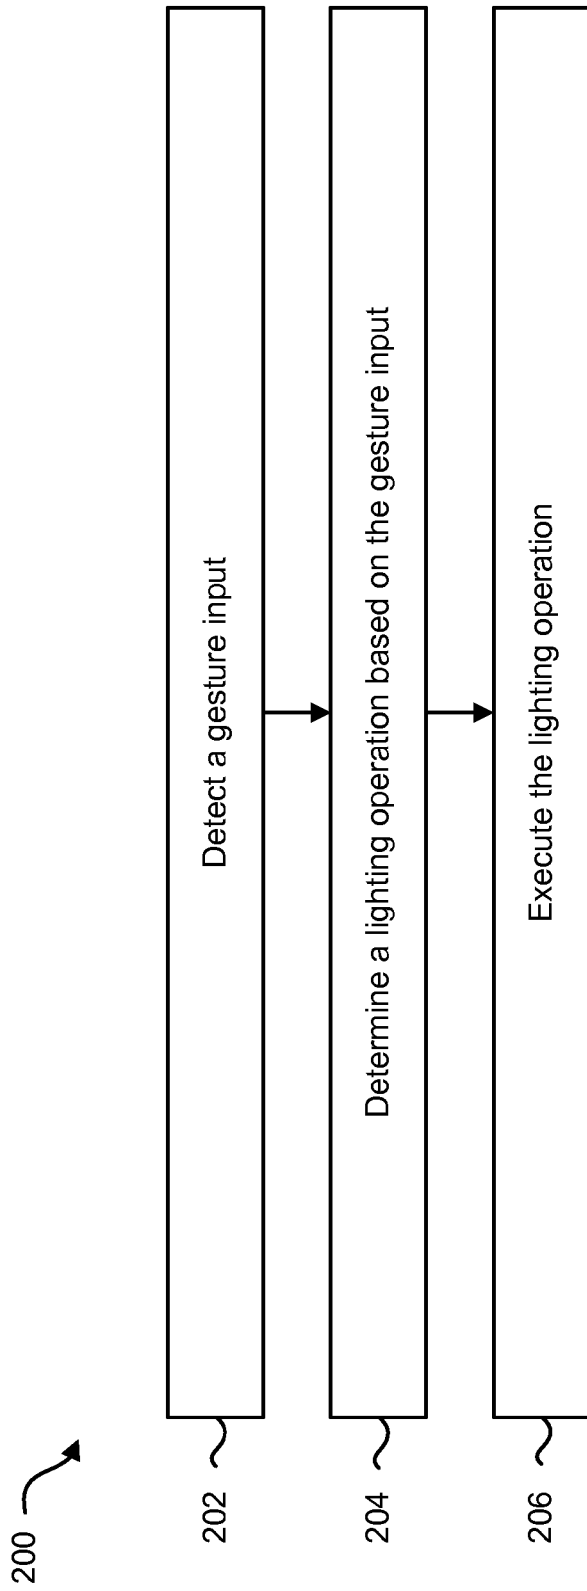 200
202
Detect a gesture input
204
Determine a lighting operation based on the gesture input
206
Execute the lighting operation